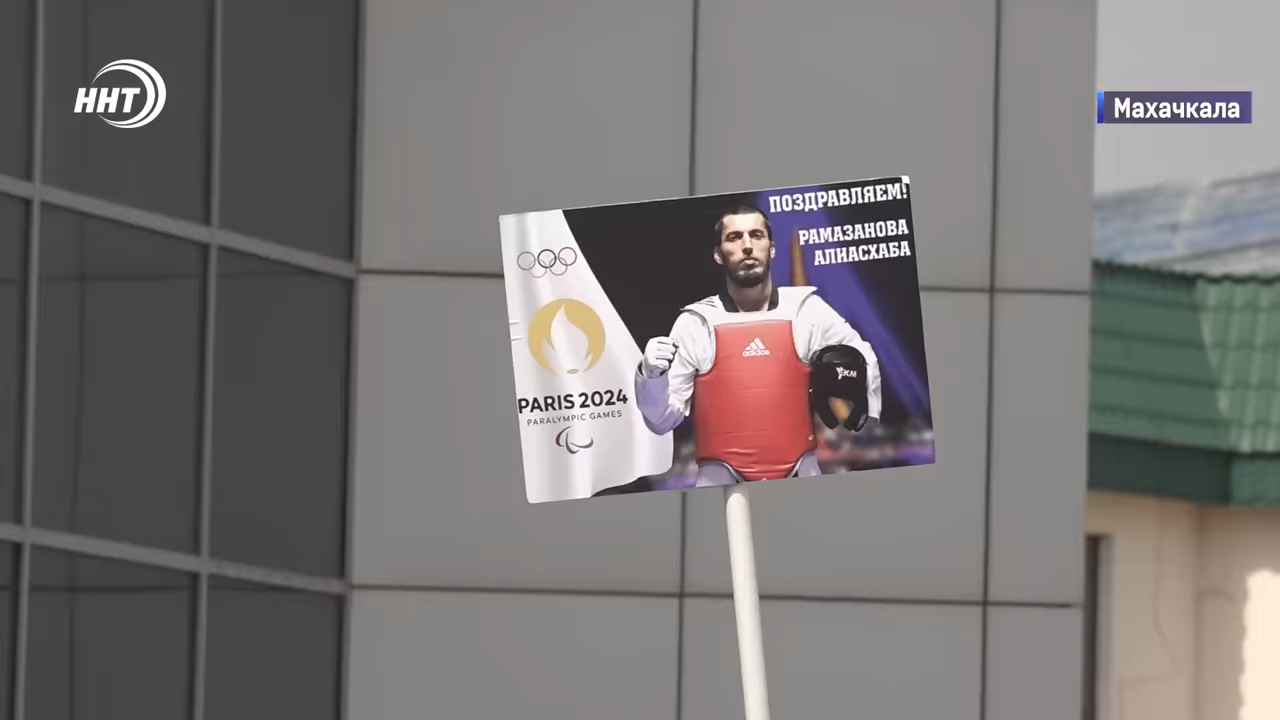 ННТ
Махачкала
ПОЗДРАВЛЯЕМ!
РАМАЗАНОВА
АЛИАСХАБА
PARIS 2024
PARALYMPIC GAMES
adidas